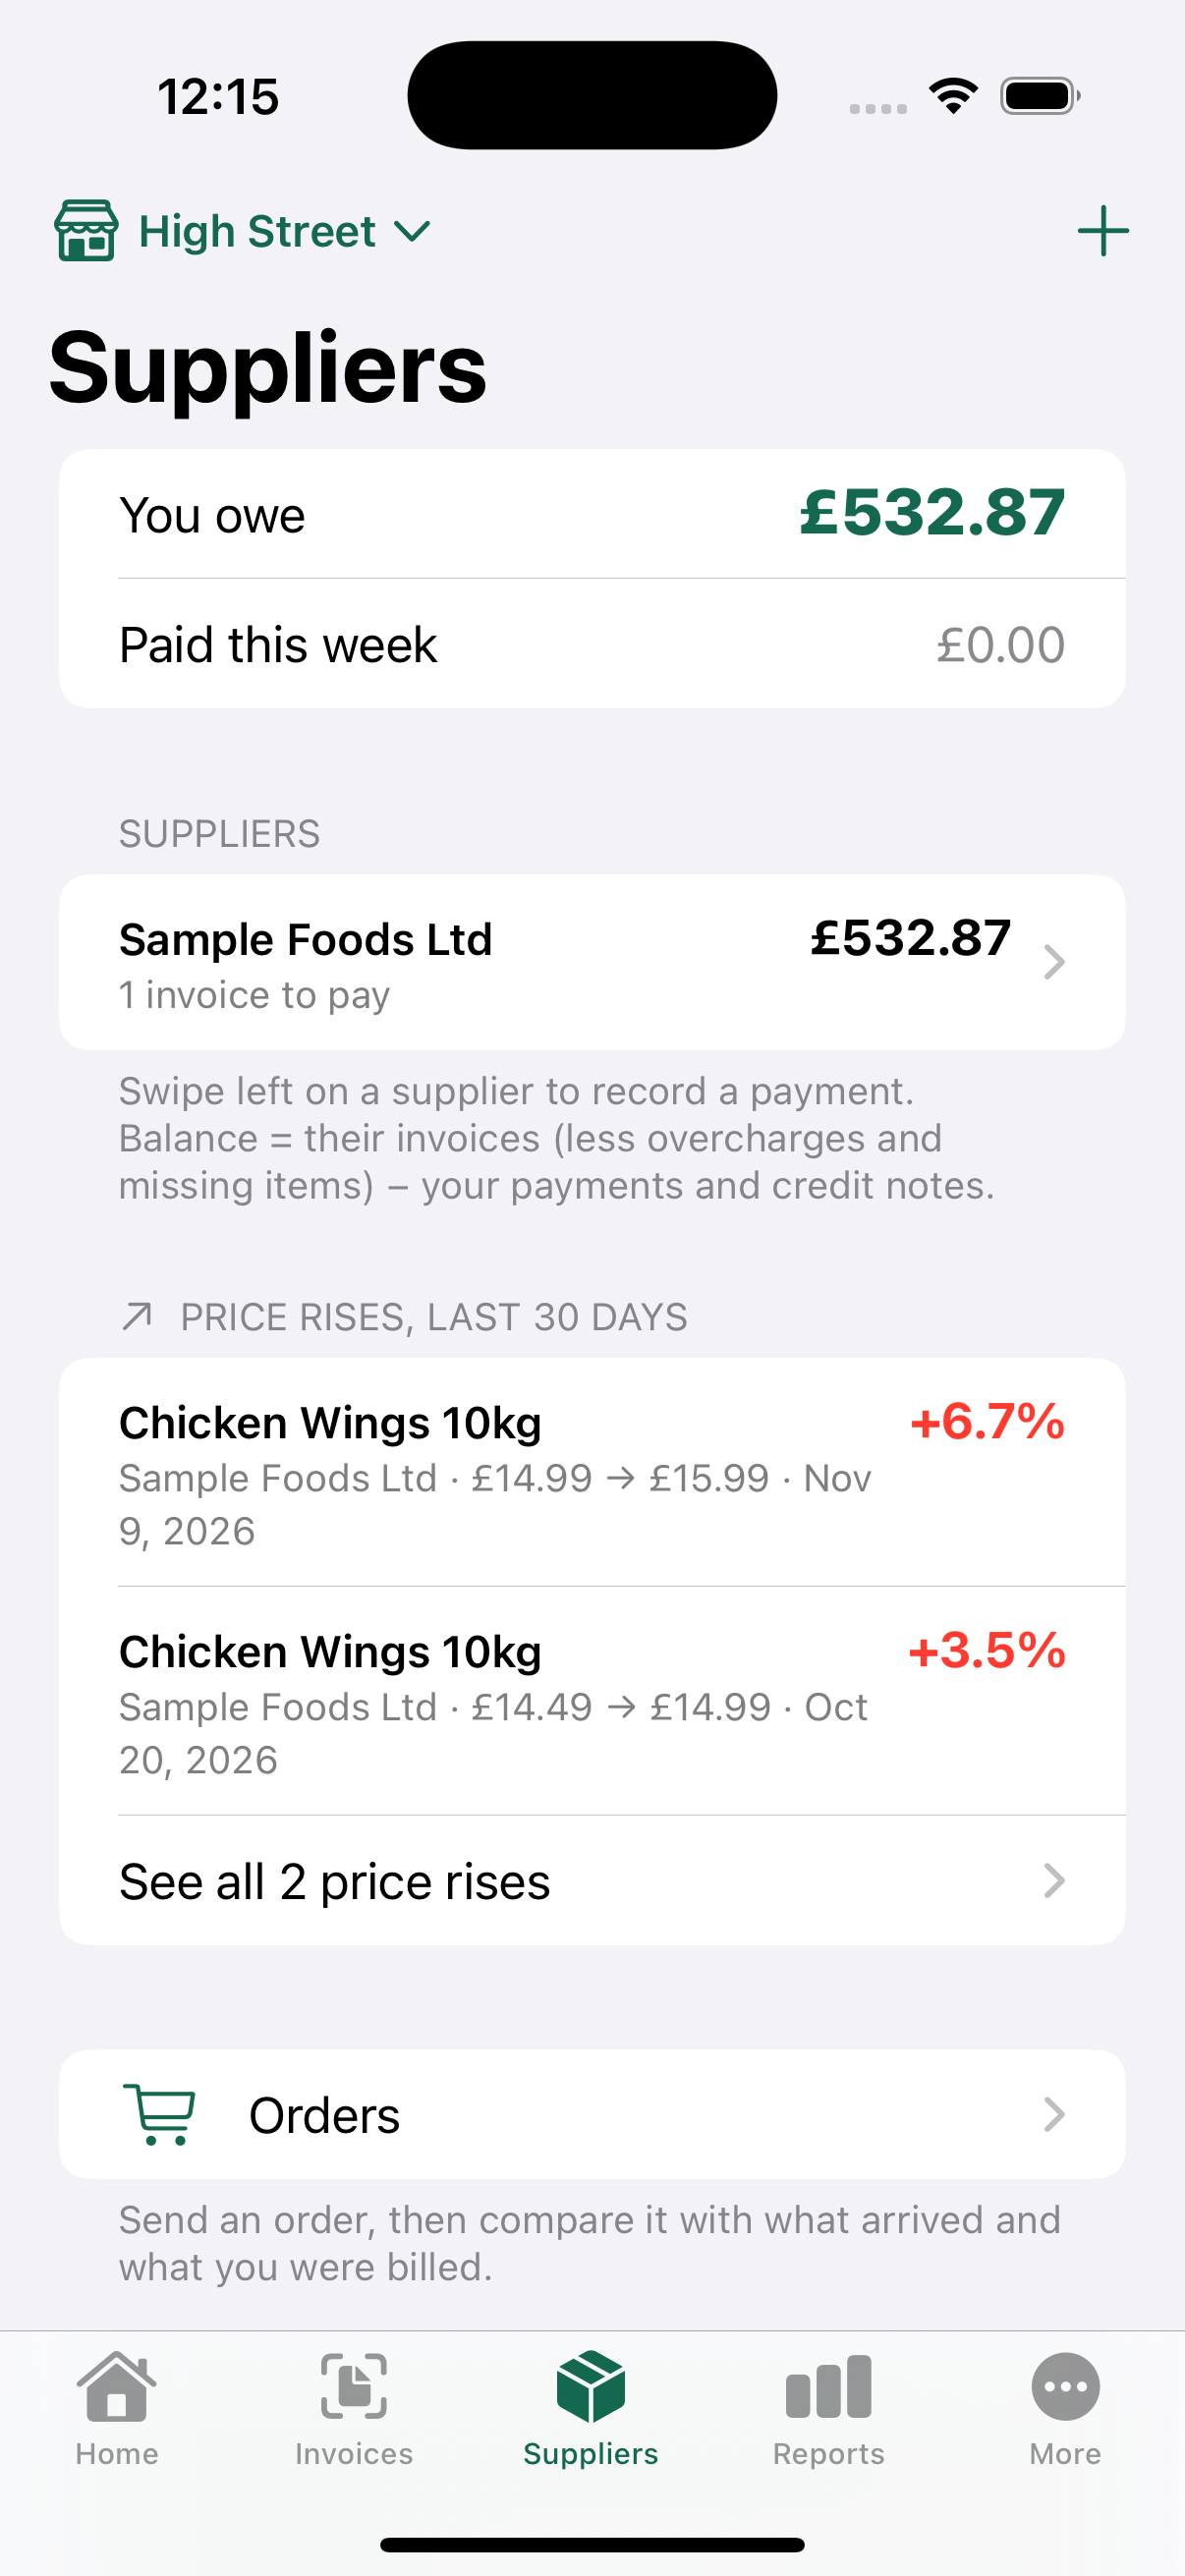 12:15
High Street
Suppliers
You owe
£532.87
Paid this week
£0.00
SUPPLIERS
Sample Foods Ltd
£532.87
1 invoice to pay
Swipe left on a supplier to record a payment.
Balance = their invoices (less overcharges and
missing items) – your payments and credit notes.
PRICE RISES, LAST 30 DAYS
Chicken Wings 10kg
+6.7%
Sample Foods Ltd · £14.99 → £15.99 · Nov
9, 2026
Chicken Wings 10kg
+3.5%
Sample Foods Ltd · £14.49 → £14.99 · Oct
20, 2026
See all 2 price rises
Orders
Send an order, then compare it with what arrived and
what you were billed.
Home
Invoices
Suppliers
Reports
More